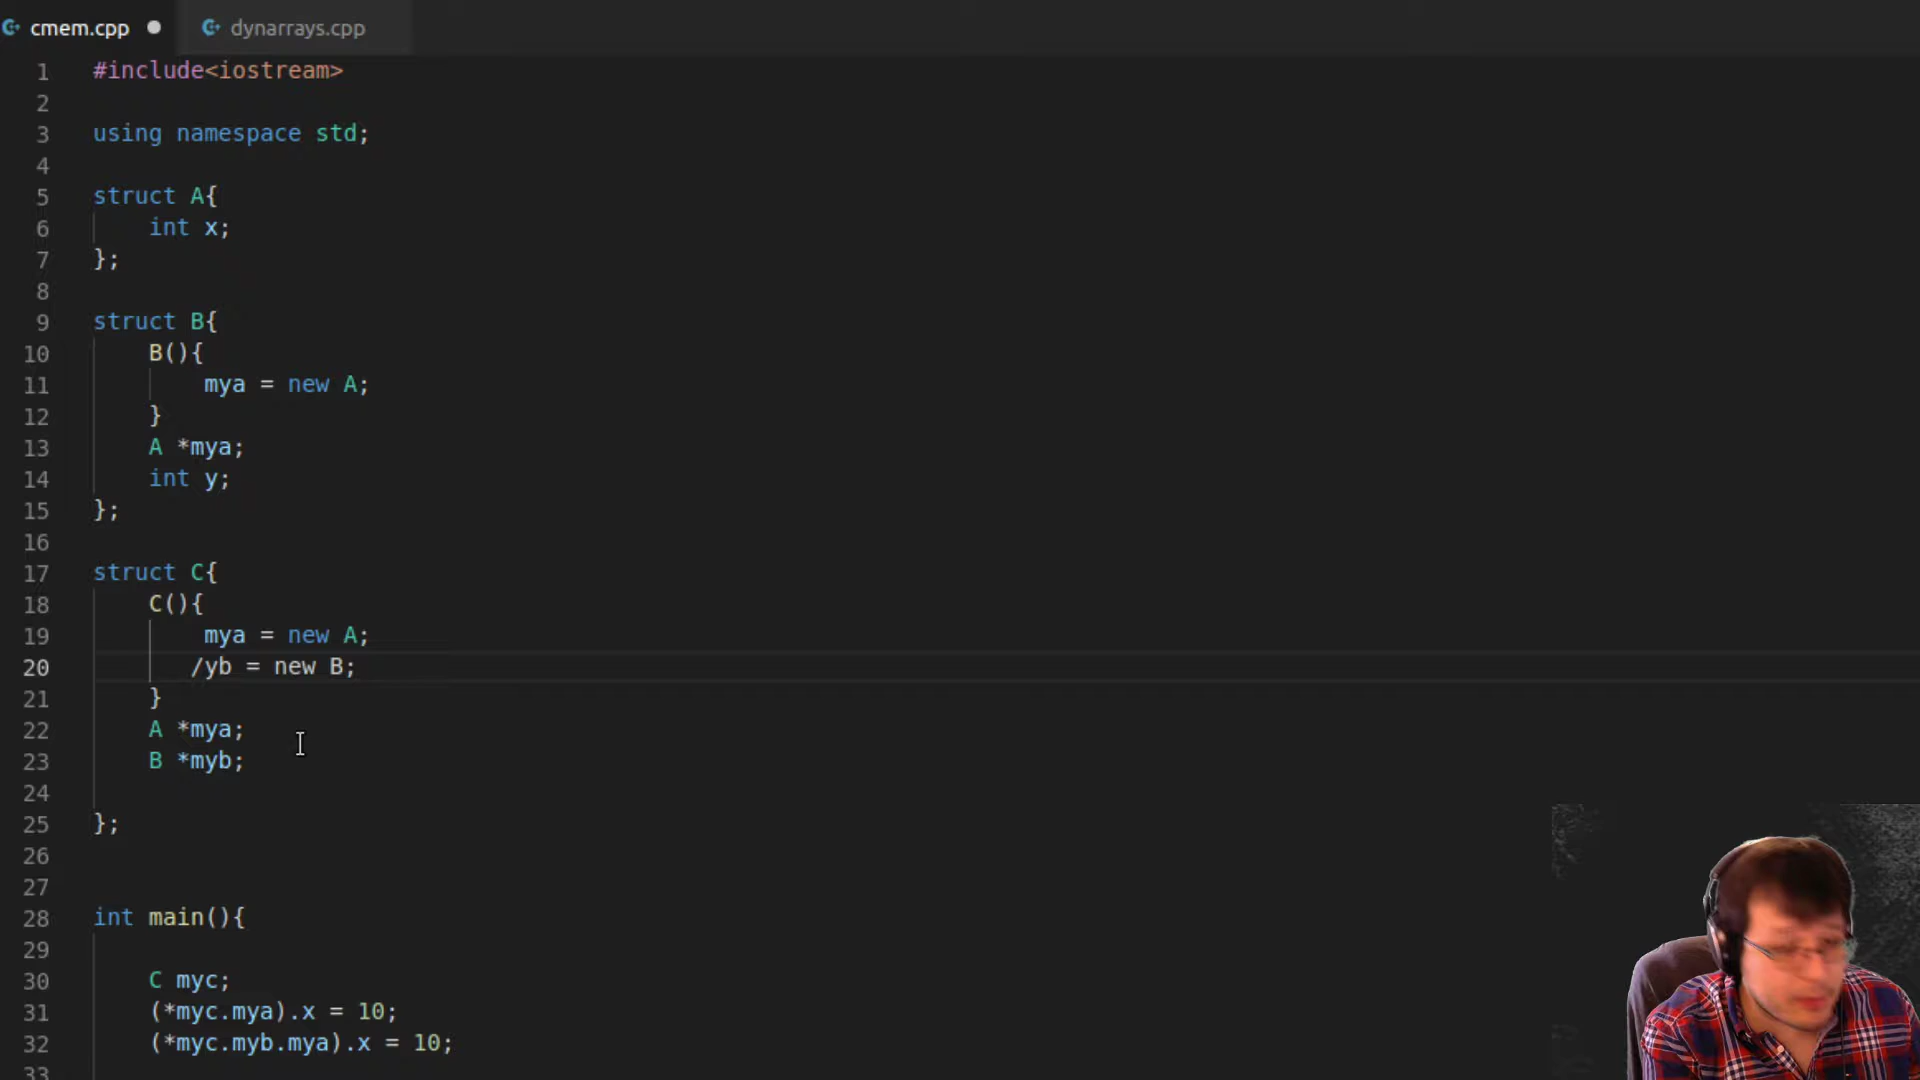 cmem.cpp dynarrays.cpp
1 #include<iostream>
2
3 using namespace std;
4
5 struct A{
6 int x;
7 };
8
9 struct B{
10 B(){
11 mya = new A;
12 }
13 A *mya;
14 int y;
15 };
16
17 struct C{
18 C(){
19 mya = new A;
20 /yb = new B;
21 }
22 A *mya;
23 B *myb;
24
25 };
26
27
28 int main(){
29
30 C myc;
31 (*myc.mya).x = 10;
32 (*myc.myb.mya).x = 10;
33